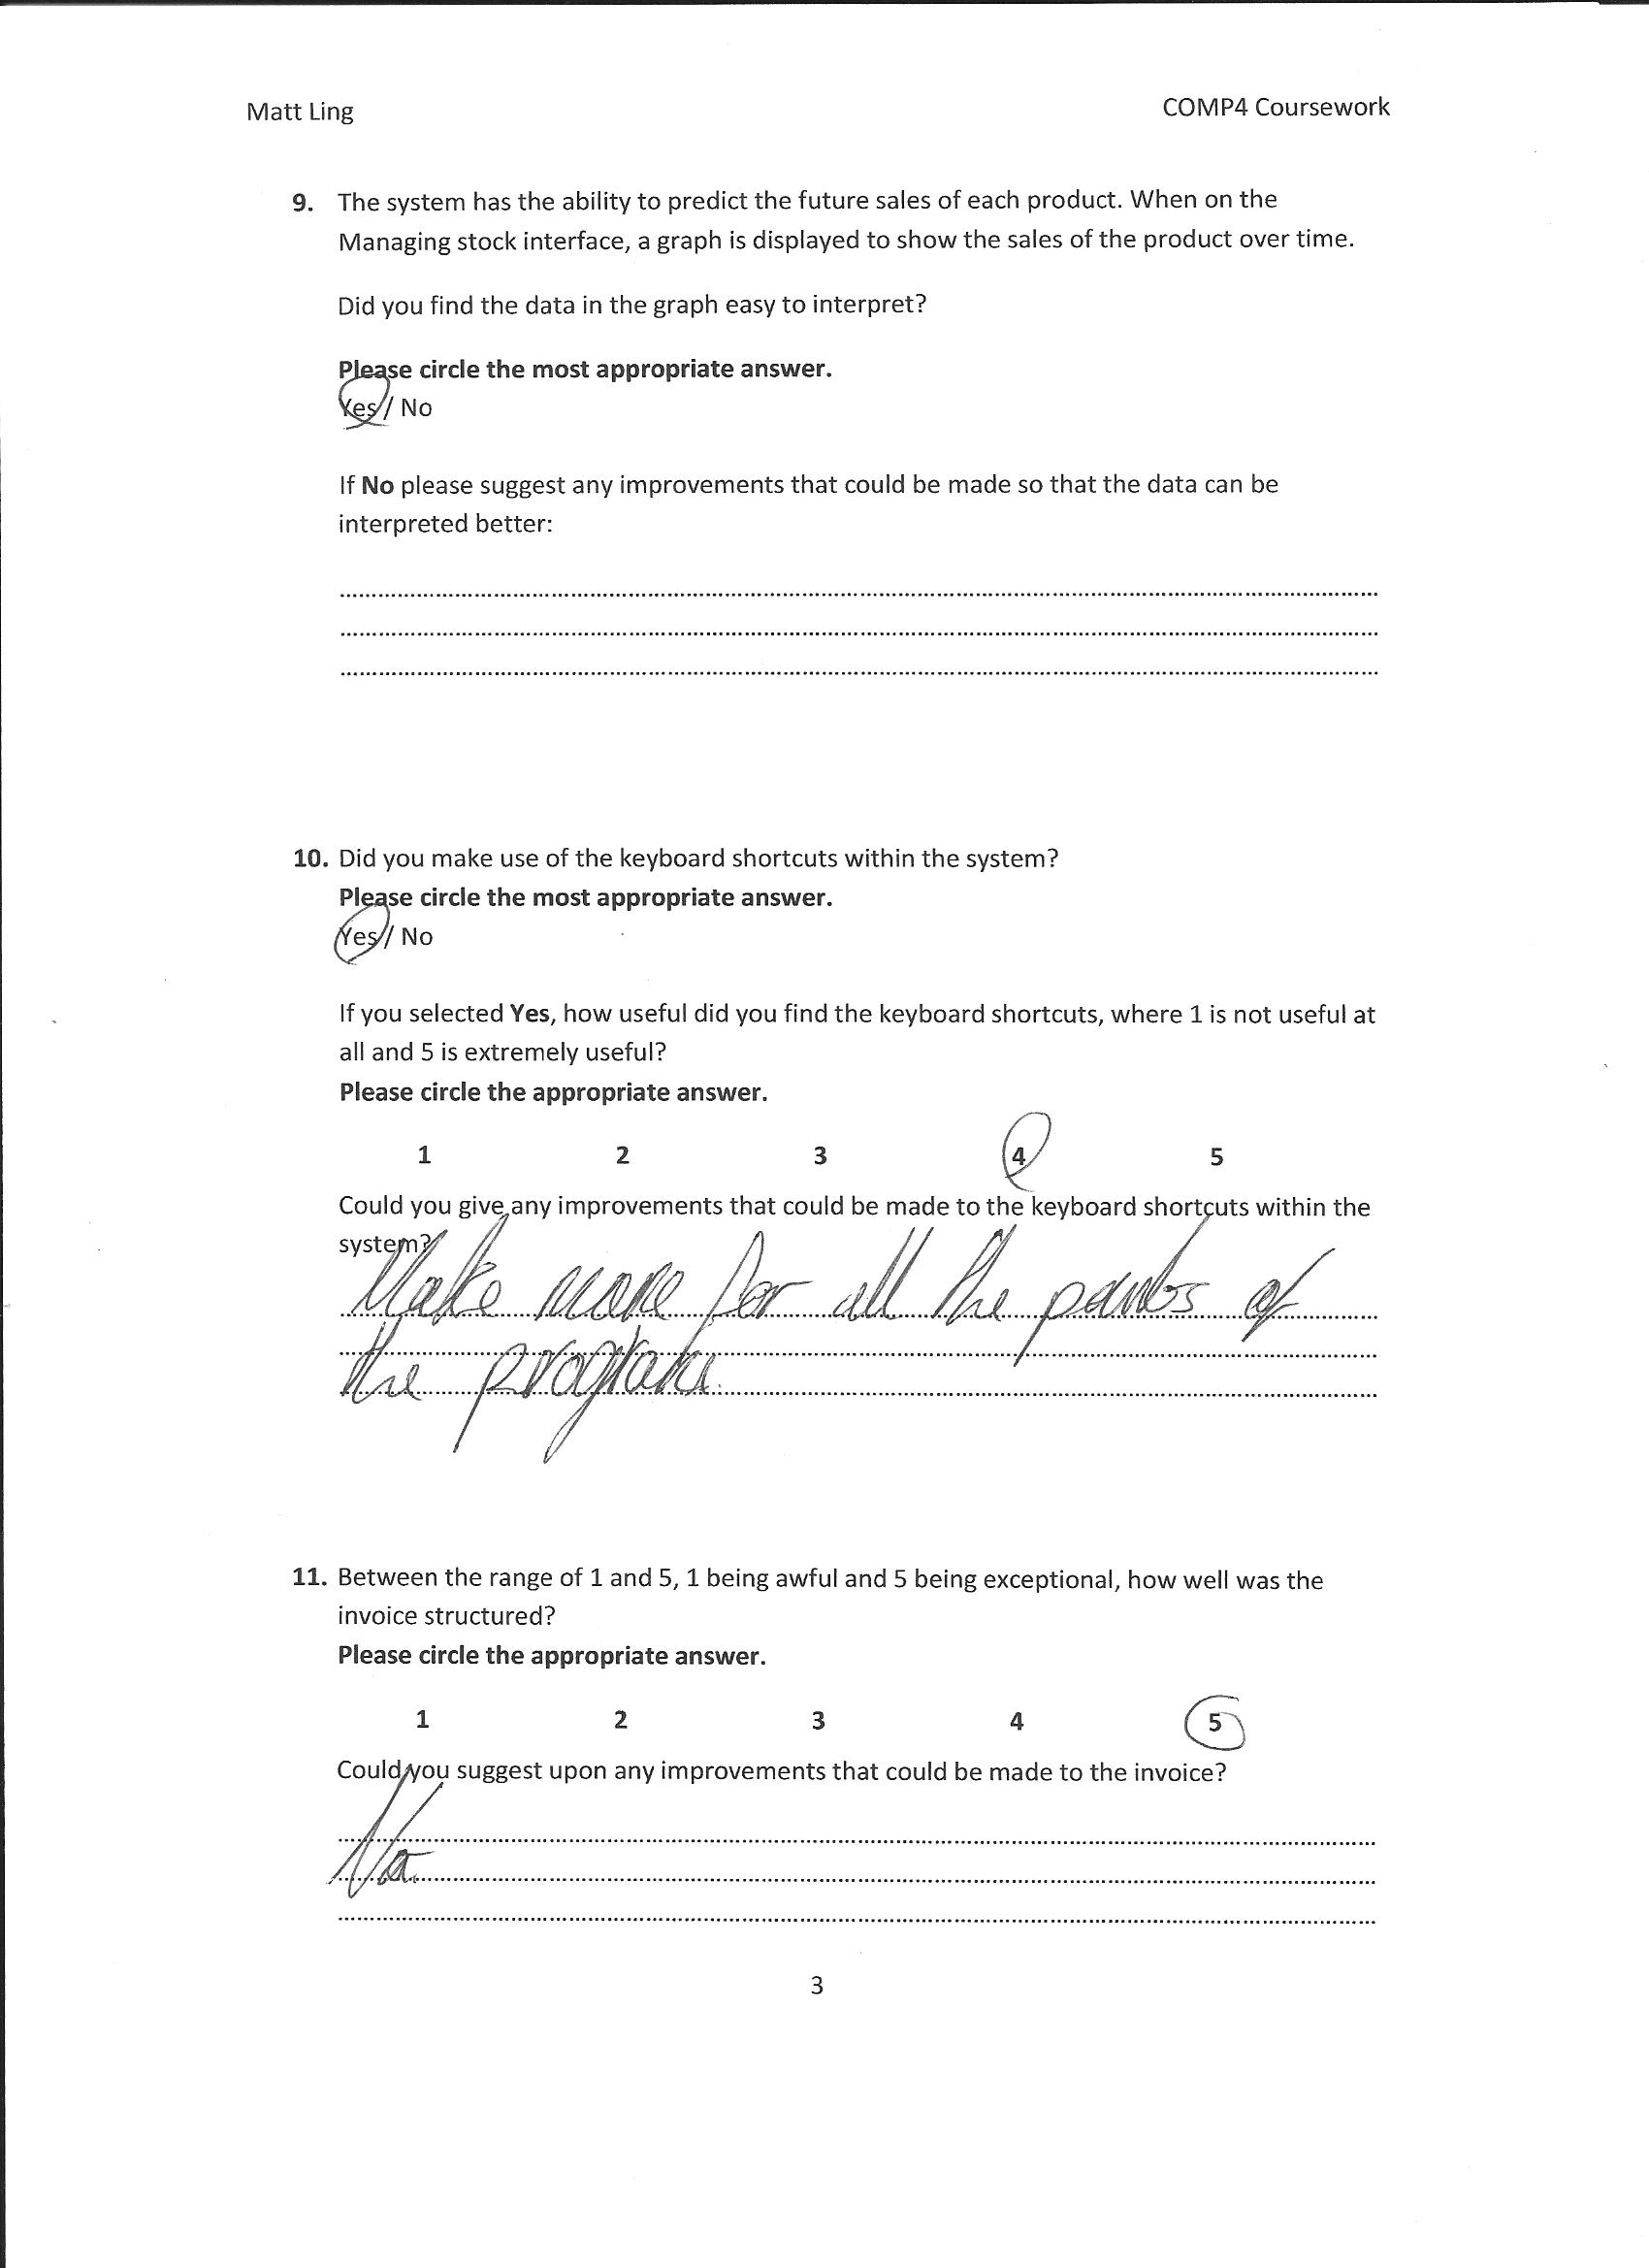 Matt Ling
COMP4 Coursework
9. The system has the ability to predict the future sales of each product. When on the
Managing stock interface, a graph is displayed to show the sales of the product over time.
Did you find the data in the graph easy to interpret?
Please circle the most appropriate answer.
Yes / No
If No please suggest any improvements that could be made so that the data can be
interpreted better:
10. Did you make use of the keyboard shortcuts within the system?
Please circle the most appropriate answer.
Yes / No
If you selected Yes, how useful did you find the keyboard shortcuts, where 1 is not useful at
all and 5 is extremely useful?
Please circle the appropriate answer.
1 2 3 4 5
Could you give any improvements that could be made to the keyboard shortcuts within the
system?
Make more for all the parts of
the program.
11. Between the range of 1 and 5, 1 being awful and 5 being exceptional, how well was the
invoice structured?
Please circle the appropriate answer.
1 2 3 4 5
Could you suggest upon any improvements that could be made to the invoice?
No.
3